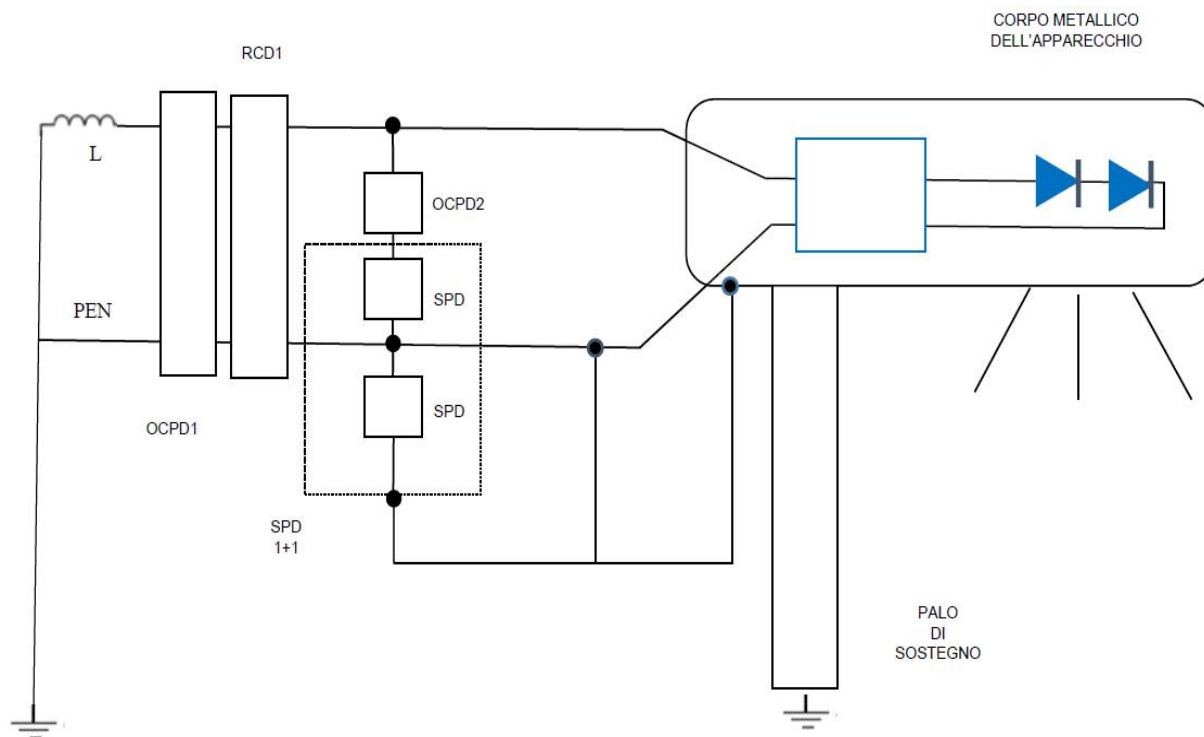 CORPO METALLICO
DELL'APPARECCHIO
RCD1
L
OCPD2
SPD
PEN
SPD
OCPD1
SPD
1+1
PALO
DI
SOSTEGNO